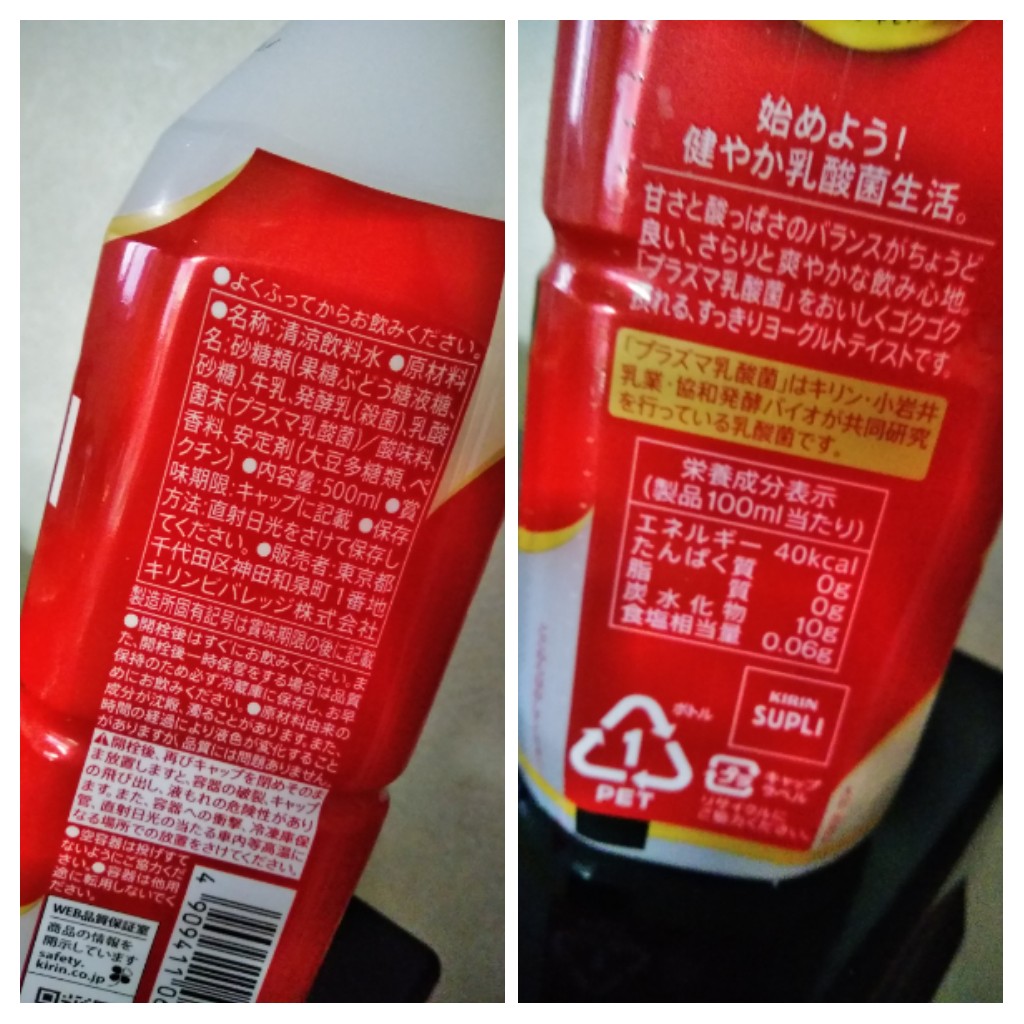 ●よくふってからお飲みください。
●名称:清涼飲料水 ●原材料
名:砂糖類(果糖ぶどう糖液糖、
砂糖)、牛乳、発酵乳(殺菌)、乳酸
菌末(プラズマ乳酸菌)/酸味料、
香料、安定剤(大豆多糖類、ペ
クチン) ●内容量:500ml ●賞
味期限:キャップに記載 ●保存
方法:直射日光をさけて保存し
てください。 ●販売者:東京都
千代田区神田和泉町1番地
キリンビバレッジ株式会社
製造所固有記号は賞味期限の後に記載
●開栓後はすぐにお飲みください。ま
た、開栓後一時保管をする場合は品質
保持のため必ず冷蔵庫に保存し、お早
めにお飲みください。●原材料由来の
成分が沈殿、濁ることがあります。また、
時間の経過により液色が変化すること
がありますが、品質には問題ありません。
⚠開栓後、再びキャップを閉めそのま
ま放置しますと、容器の破裂、キャップ
の飛び出し、液もれの危険性があり
ます。また、容器への衝撃、冷凍保
管、直射日光の当たる車内等高温に
なる場所での放置をさけてください。
●空容器は投げすて
ないようにご協力くだ
さい。●容器は他用
途に転用しないでく
ださい。
WEB品質保証室
商品の情報を
開示しています
safety.
kirin.co.jp
4 909411 0
始めよう!
健やか乳酸菌生活。
甘さと酸っぱさのバランスがちょうど
良い、さらりと爽やかな飲み心地。
「プラズマ乳酸菌」をおいしくゴクゴク
摂れる、すっきりヨーグルトテイストです。
「プラズマ乳酸菌」はキリン・小岩井
乳業・協和発酵バイオが共同研究
を行っている乳酸菌です。
栄養成分表示
(製品100ml当たり)
エネルギー 40kcal
たんぱく質 0g
脂質 0g
炭水化物 10g
食塩相当量 0.06g
KIRIN
SUPLI
1
PET
ボトル
プラ
キャップ
ラベル
リサイクルに
ご協力ください。